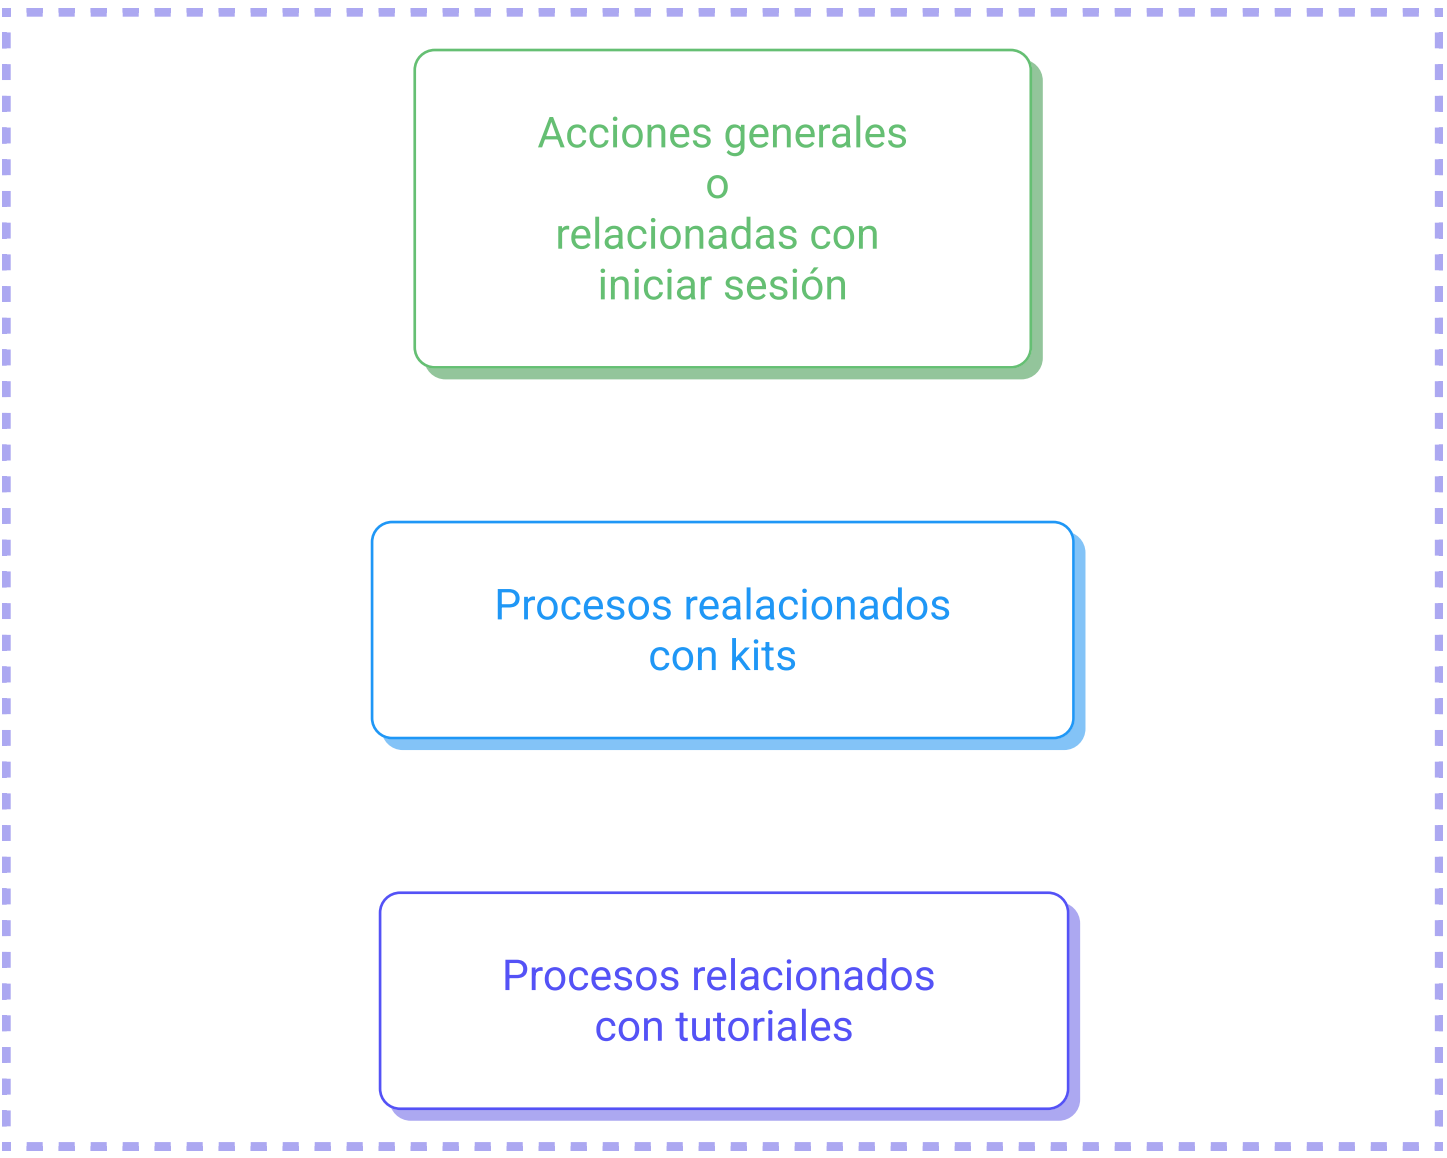 Acciones generales
o
relacionadas con
iniciar sesión
Procesos realacionados
con kits
Procesos relacionados
con tutoriales